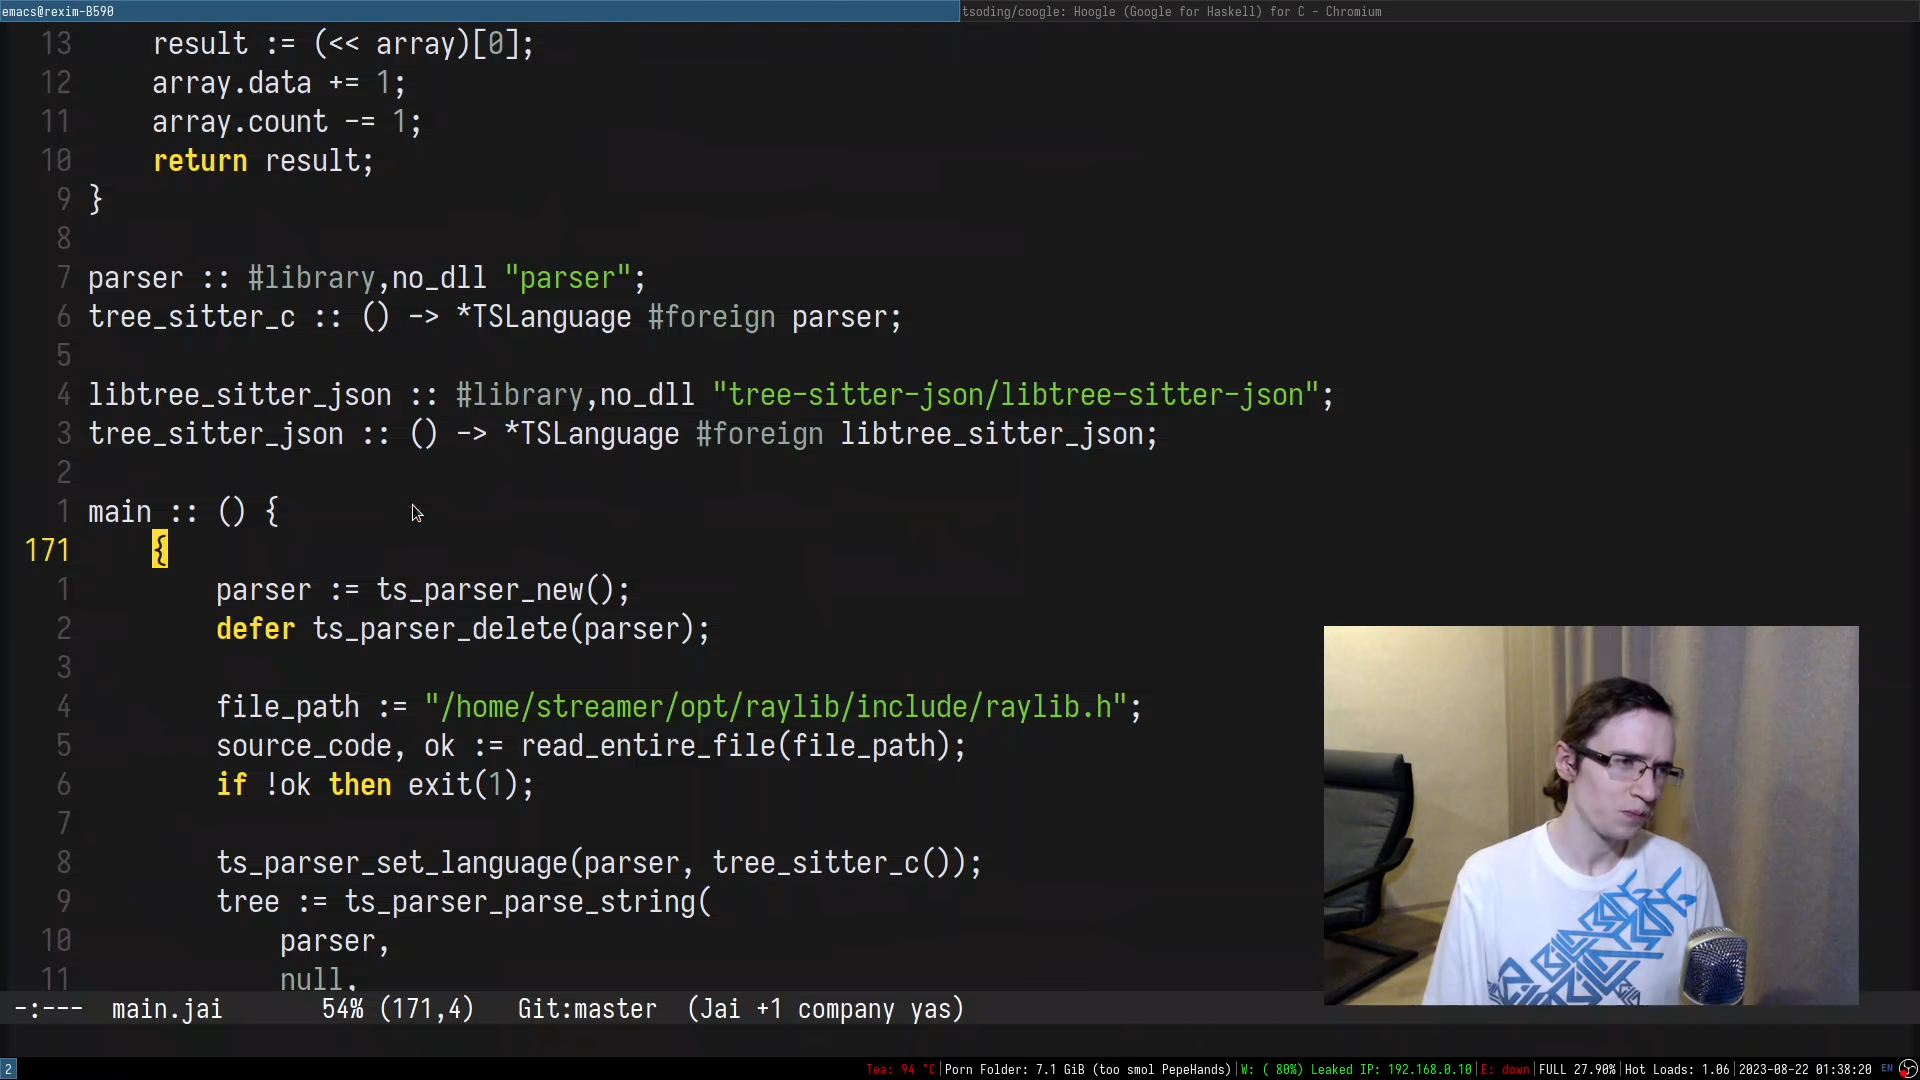 emacs@rexim-B590
tsoding/coogle: Hoogle (Google for Haskell) for C - Chromium
13 result := (<< array)[0];
12 array.data += 1;
11 array.count -= 1;
10 return result;
9 }
8
7 parser :: #library,no_dll "parser";
6 tree_sitter_c :: () -> *TSLanguage #foreign parser;
5
4 libtree_sitter_json :: #library,no_dll "tree-sitter-json/libtree-sitter-json";
3 tree_sitter_json :: () -> *TSLanguage #foreign libtree_sitter_json;
2
1 main :: () {
171 {
1 parser := ts_parser_new();
2 defer ts_parser_delete(parser);
3
4 file_path := "/home/streamer/opt/raylib/include/raylib.h";
5 source_code, ok := read_entire_file(file_path);
6 if !ok then exit(1);
7
8 ts_parser_set_language(parser, tree_sitter_c());
9 tree := ts_parser_parse_string(
10 parser,
11 null,
-:--- main.jai 54% (171,4) Git:master (Jai +1 company yas)
2 Tea: 94 °C|Porn Folder: 7.1 GiB (too smol PepeHands)|W: ( 80%) Leaked IP: 192.168.0.10|E: down|FULL 27.90%|Hot Loads: 1.06|2023-08-22 01:38:20 EN